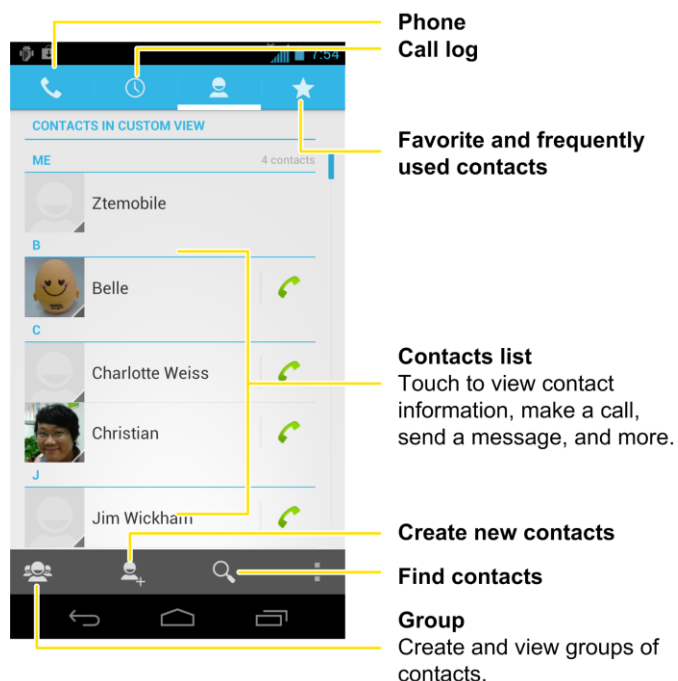 Phone
Call log
7:54
CONTACTS IN CUSTOM VIEW
ME 4 contacts
Favorite and frequently
used contacts
Ztemobile
B
Belle
C
Charlotte Weiss
Contacts list
Touch to view contact
information, make a call,
send a message, and more.
Christian
J
Jim Wickham
Create new contacts
Find contacts
Group
Create and view groups of
contacts.